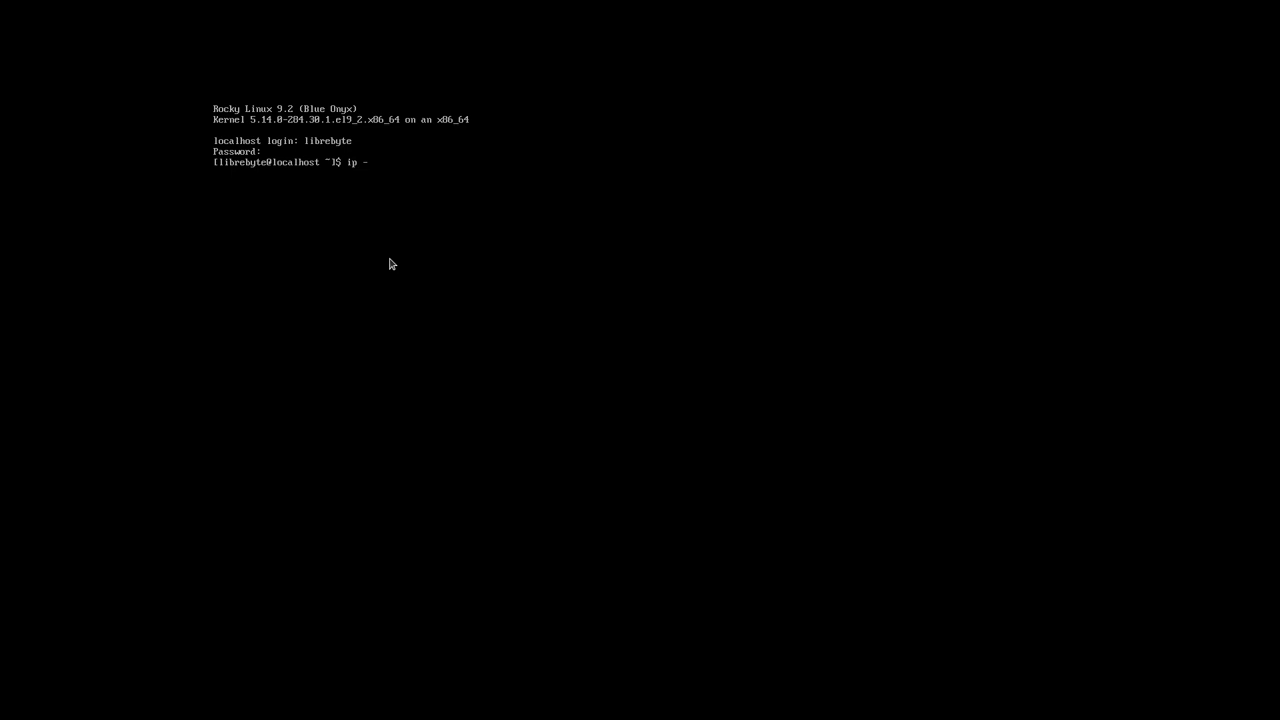 Rocky Linux 9.2 (Blue Onyx)
Kernel 5.14.0-284.30.1.el9_2.x86_64 on an x86_64
localhost login: librebyte
Password:
[librebyte@localhost ~]$ ip -